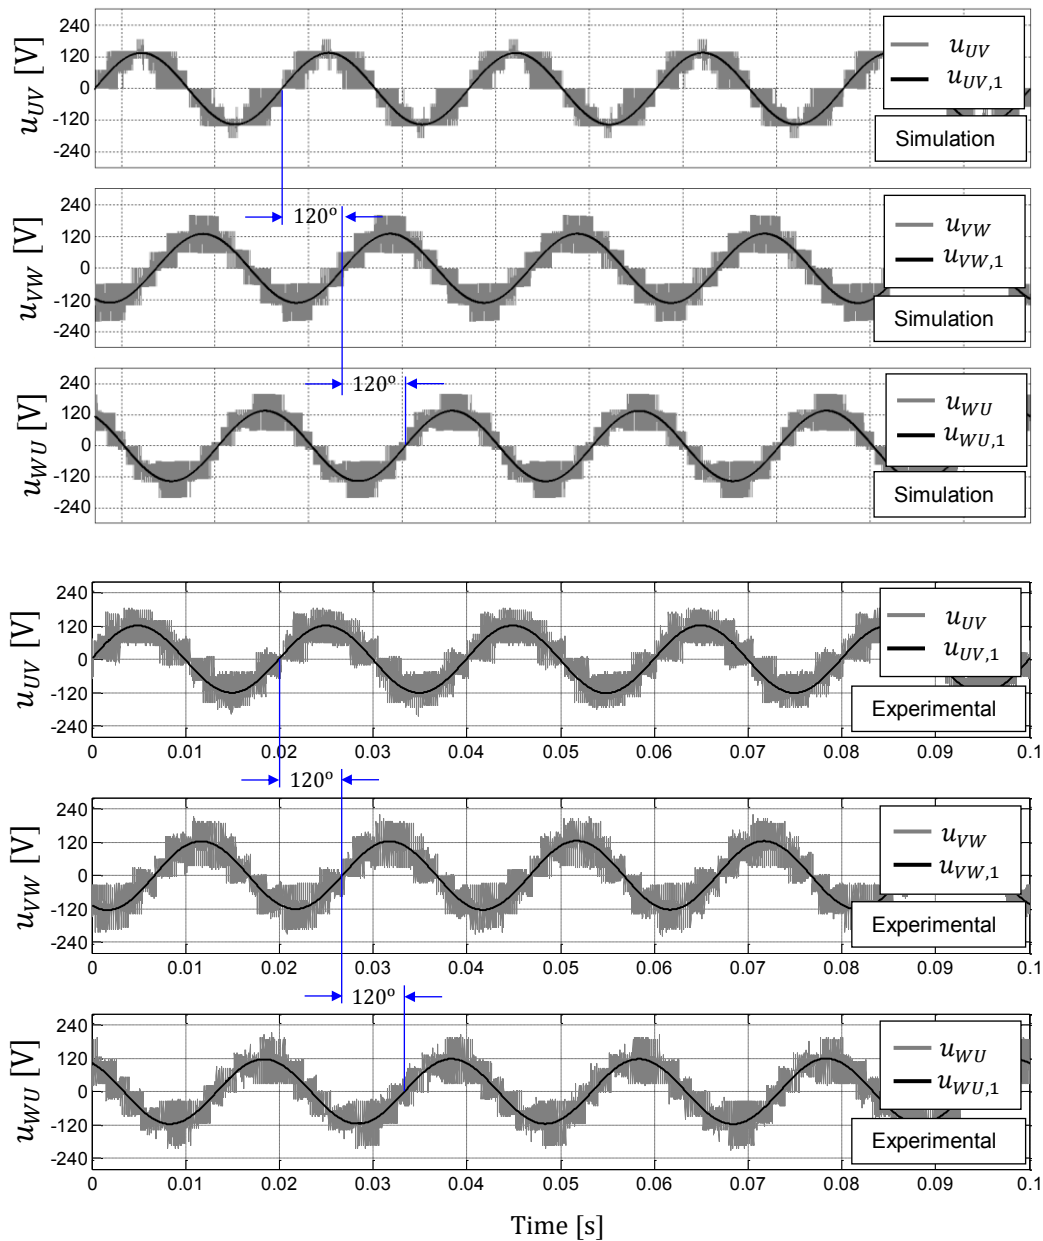 u_UV [V]
240
120
0
-120
-240
u_UV
u_UV,1
Simulation
120º
u_VW [V]
240
120
0
-120
-240
u_VW
u_VW,1
Simulation
120º
u_WU [V]
240
120
0
-120
-240
u_WU
u_WU,1
Simulation
u_UV [V]
240
120
0
-120
-240
u_UV
u_UV,1
Experimental
0 0.01 0.02 0.03 0.04 0.05 0.06 0.07 0.08 0.09 0.1
120º
u_VW [V]
240
120
0
-120
-240
u_VW
u_VW,1
Experimental
0 0.01 0.02 0.03 0.04 0.05 0.06 0.07 0.08 0.09 0.1
120º
u_WU [V]
240
120
0
-120
-240
u_WU
u_WU,1
Experimental
0 0.01 0.02 0.03 0.04 0.05 0.06 0.07 0.08 0.09 0.1
Time [s]